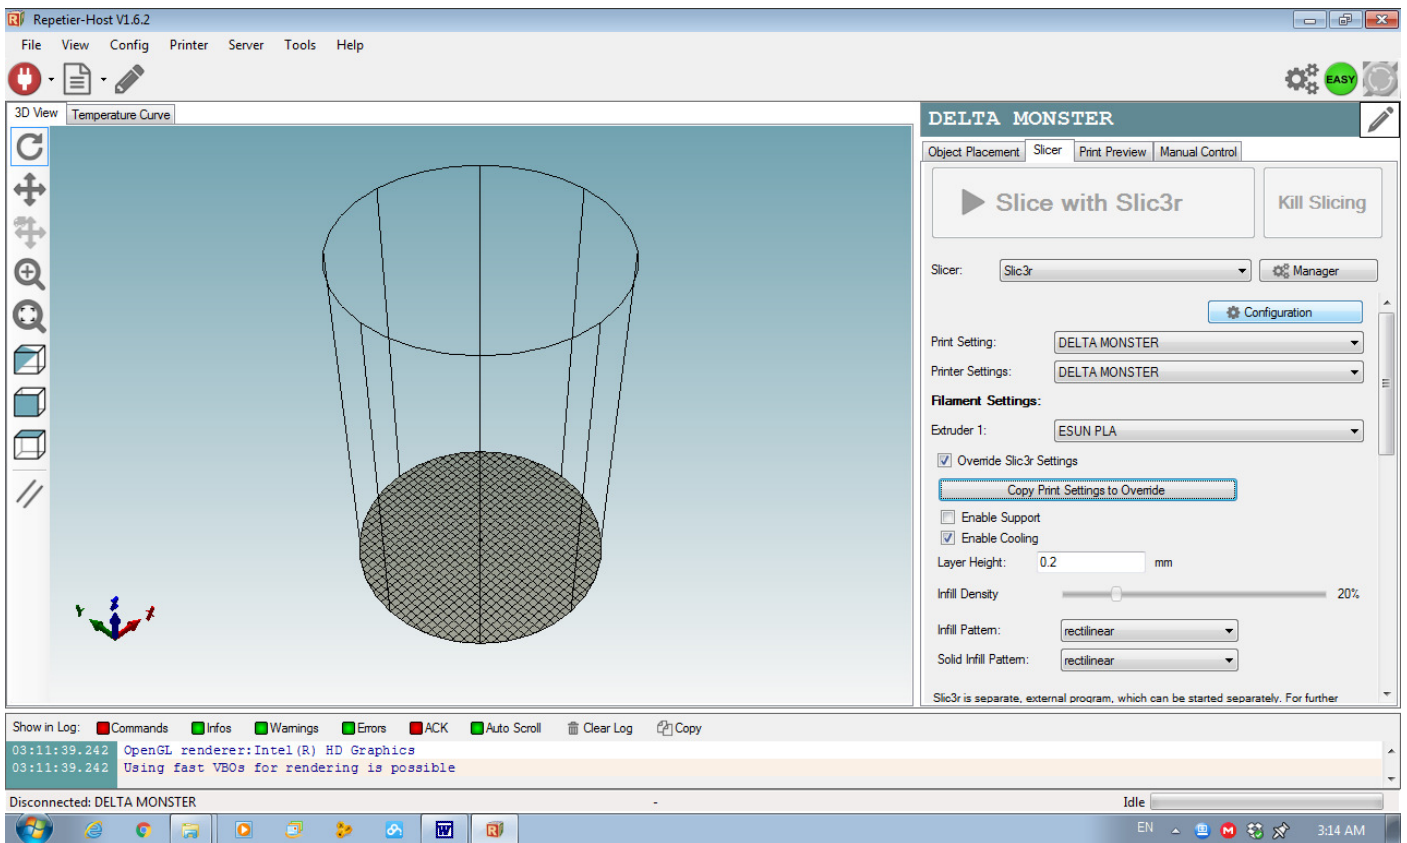 Repetier-Host V1.6.2
File View Config Printer Server Tools Help
EASY
3D View Temperature Curve
DELTA MONSTER
Object Placement Slicer Print Preview Manual Control
Slice with Slic3r Kill Slicing
Slicer: Slic3r Manager
Configuration
Print Setting: DELTA MONSTER
Printer Settings: DELTA MONSTER
Filament Settings:
Extruder 1: ESUN PLA
Override Slic3r Settings
Copy Print Settings to Override
Enable Support
Enable Cooling
Layer Height: 0.2 mm
Infill Density 20%
Infill Pattern: rectilinear
Solid Infill Pattern: rectilinear
Slic3r is separate, external program, which can be started separately. For further
Show in Log: Commands Infos Warnings Errors ACK Auto Scroll Clear Log Copy
03:11:39.242 OpenGL renderer:Intel(R) HD Graphics
03:11:39.242 Using fast VBOs for rendering is possible
Disconnected: DELTA MONSTER - Idle
EN 3:14 AM